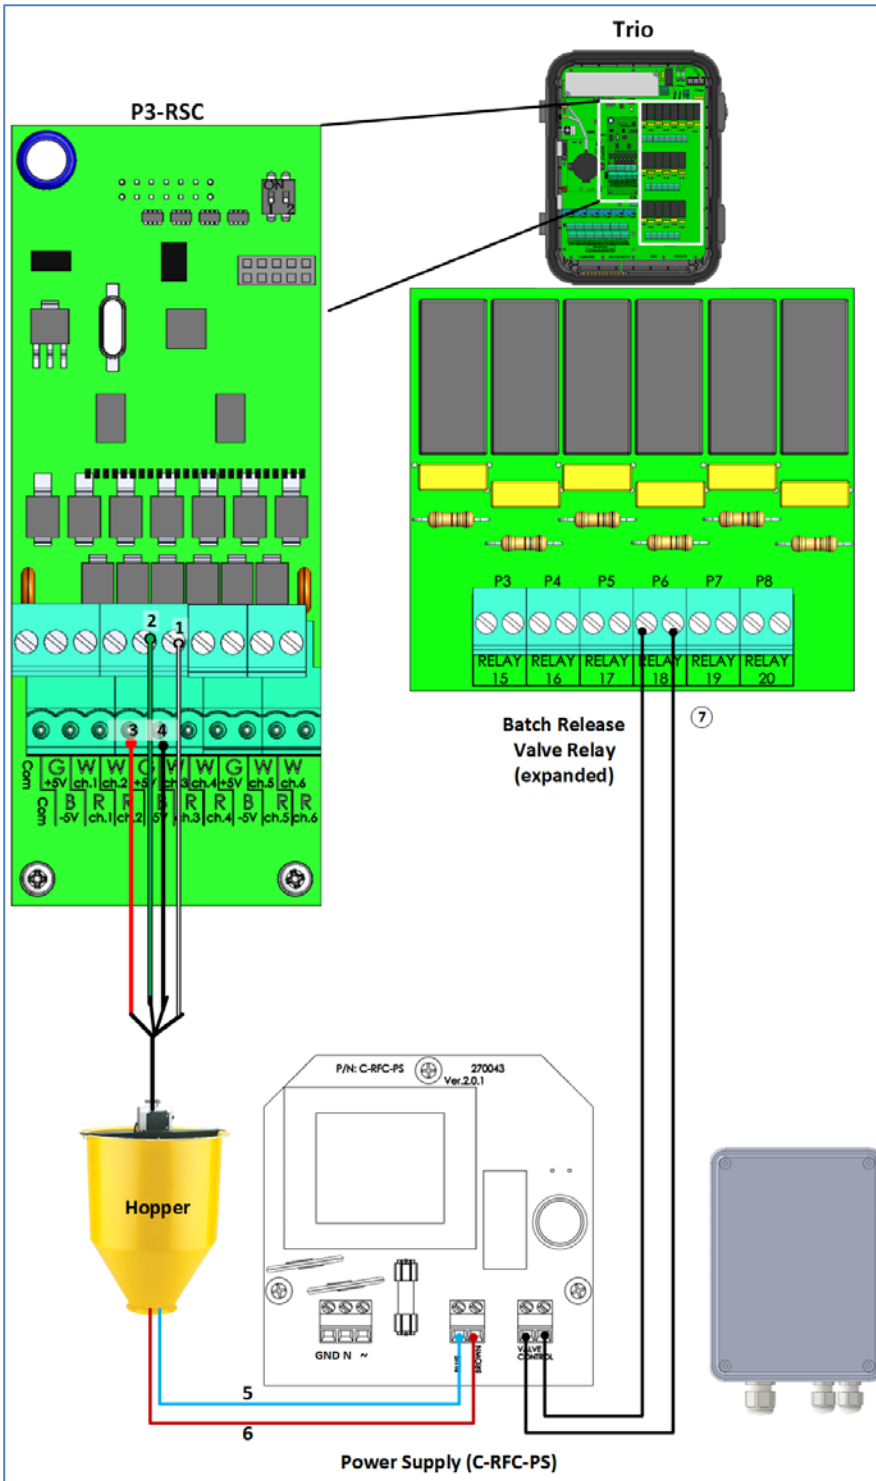 Trio
P3-RSC
ON
1 2
2
1
3
4
Com
G
+5V
W
ch.1
W
ch.2
G
+5V
W
ch.3
W
ch.4
G
+5V
W
ch.5
W
ch.6
Com
B
-5V
R
ch.1
R
ch.2
B
-5V
R
ch.3
R
ch.4
B
-5V
R
ch.5
R
ch.6
P3 P4 P5 P6 P7 P8
RELAY RELAY RELAY RELAY RELAY RELAY
15 16 17 18 19 20
Batch Release
Valve Relay
(expanded)
7
P/N: C-RFC-PS 270043
Ver.2.0.1
Hopper
GND N ~
BLUE
BROWN
VALVE
CONTROL
5
6
Power Supply (C-RFC-PS)